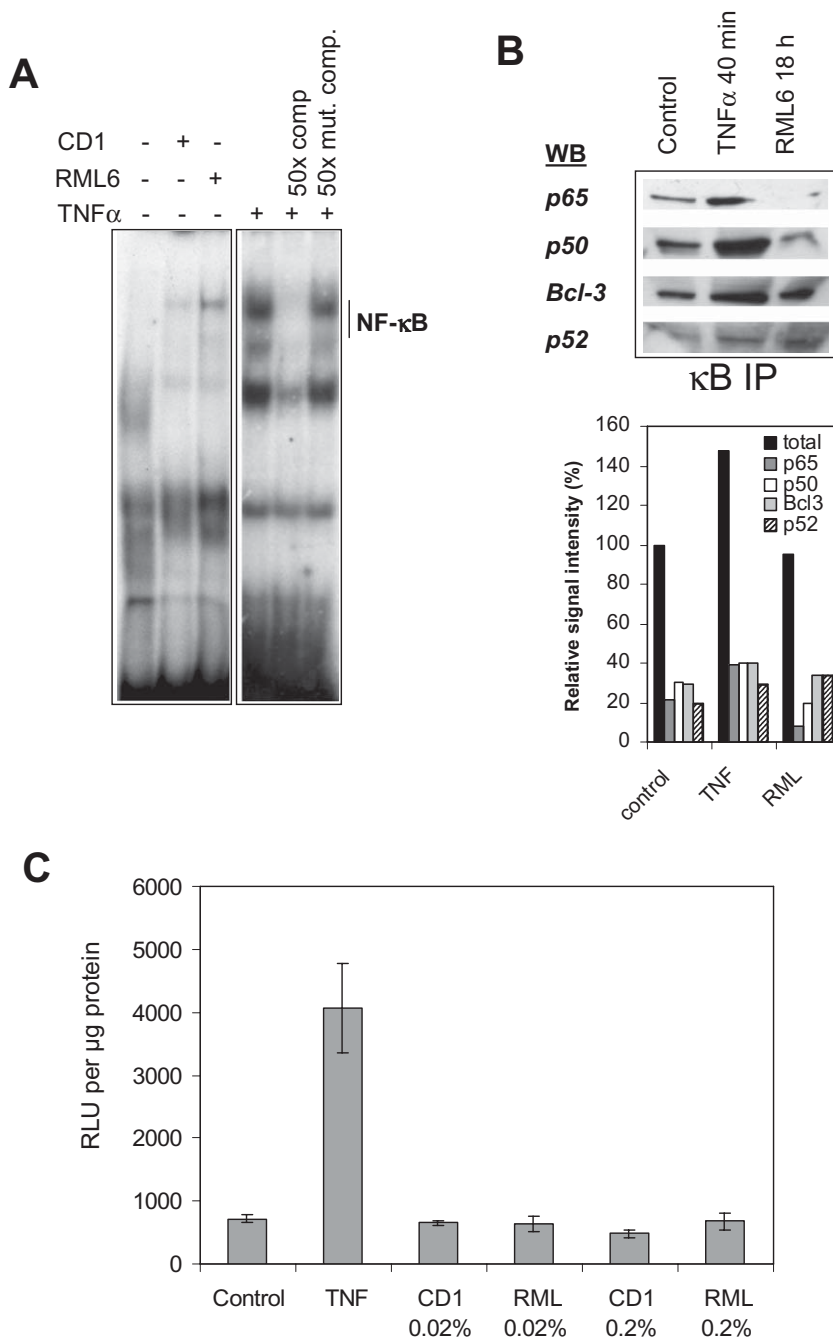 A
CD1 - + -
RML6 - - +
TNFα - - - + + +
50x comp
50x mut. comp.
NF-κB
B
Control
TNFα 40 min
RML6 18 h
WB
p65
p50
Bcl-3
p52
κB IP
Relative signal intensity (%)
160
140
120
100
80
60
40
20
0
total
p65
p50
Bcl3
p52
control
TNF
RML
C
RLU per µg protein
6000
5000
4000
3000
2000
1000
0
Control TNF CD1 RML CD1 RML
0.02% 0.02% 0.2% 0.2%